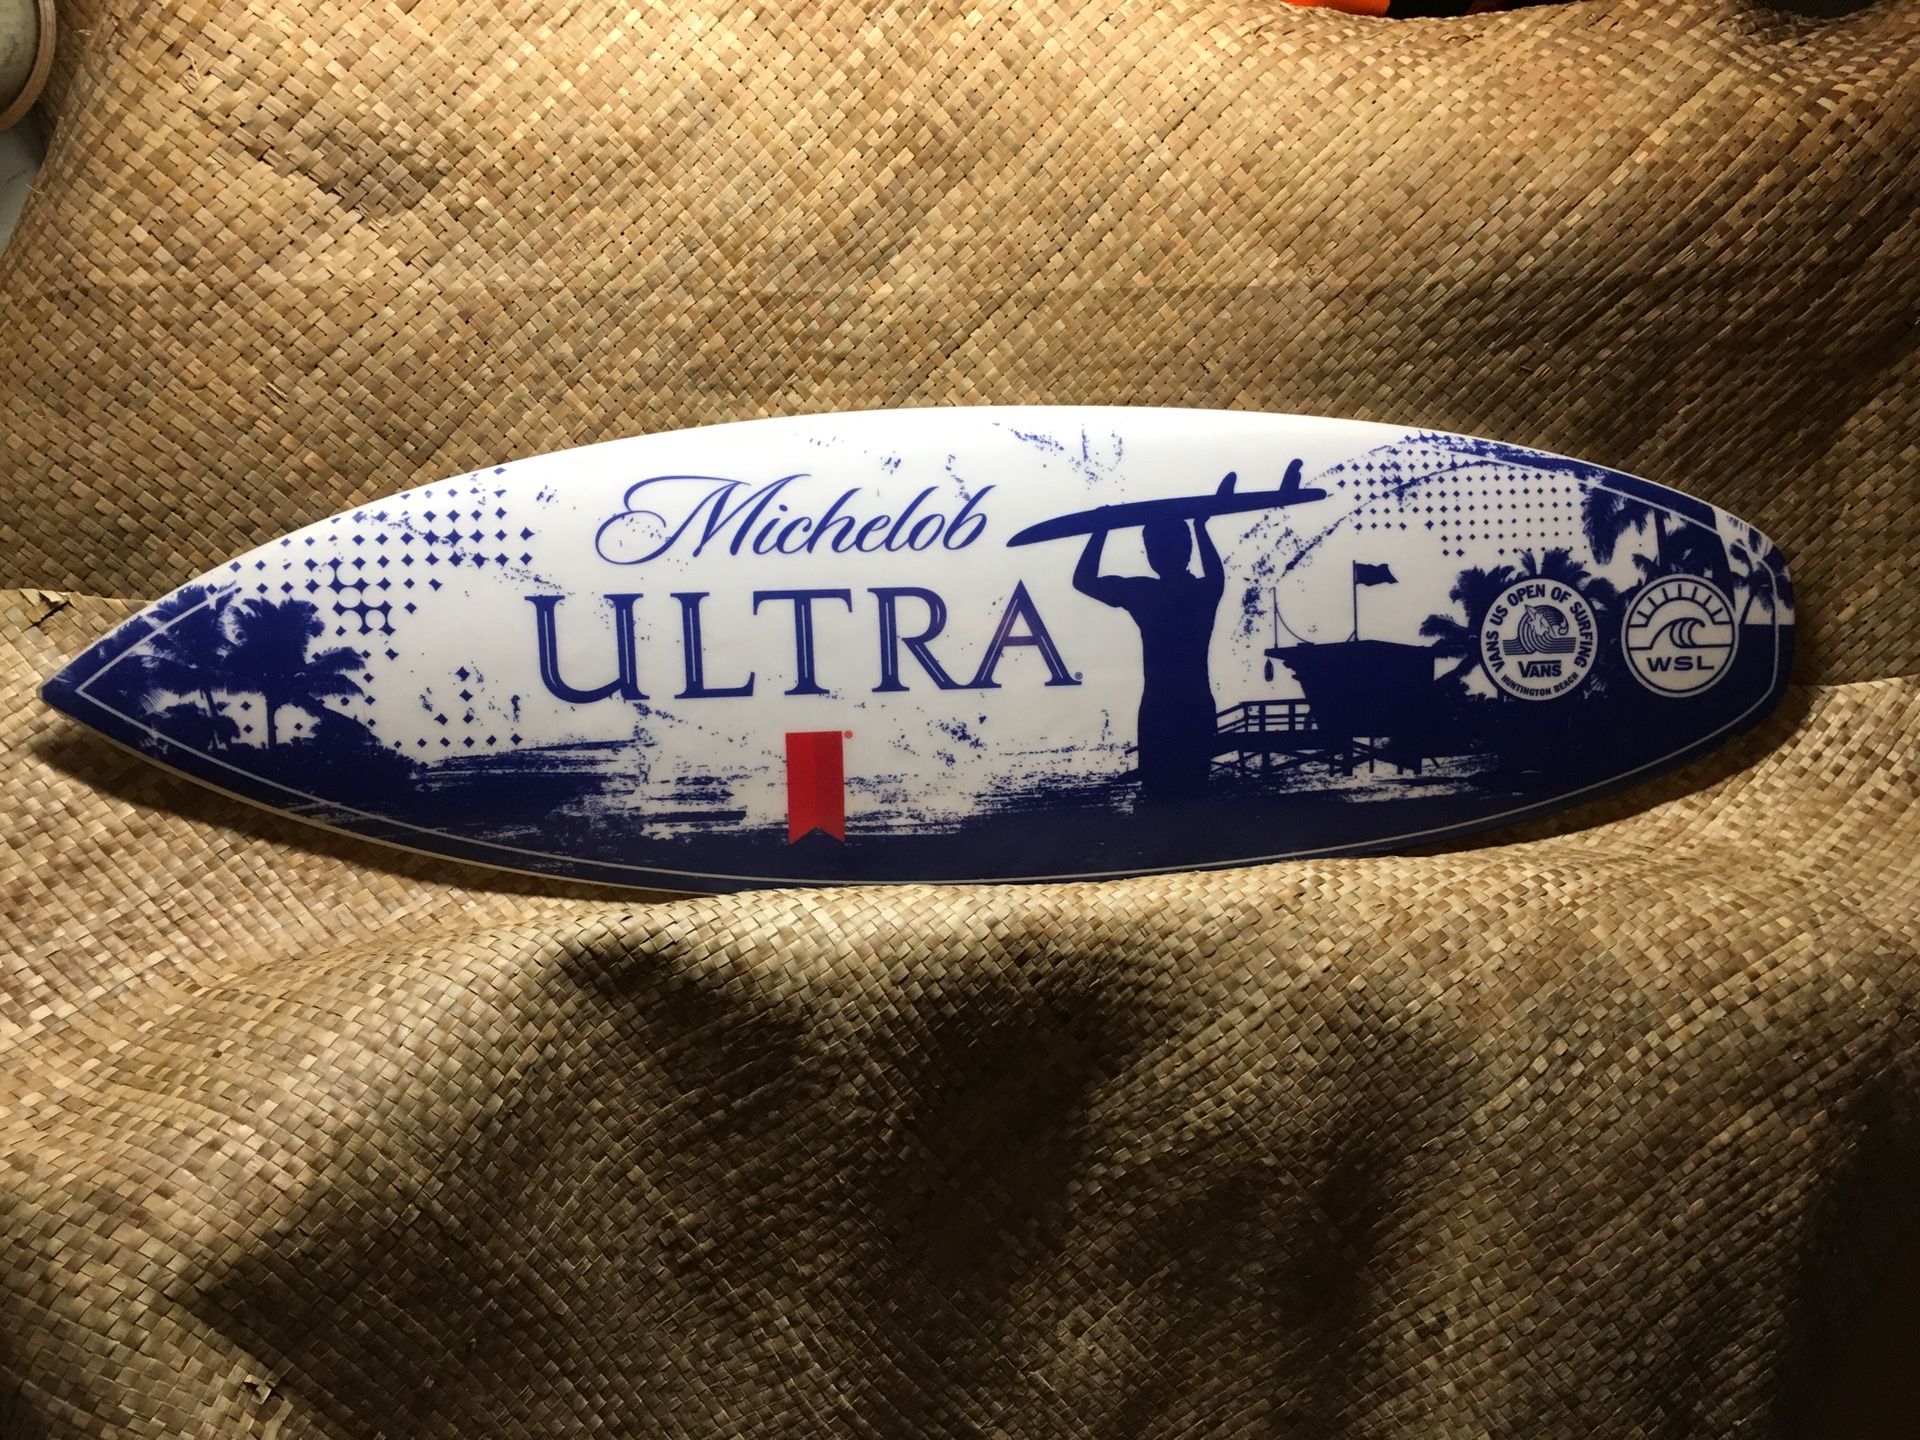 Michelob
ULTRA®
®
VANS US OPEN OF SURFING
VANS
HUNTINGTON BEACH
WSL